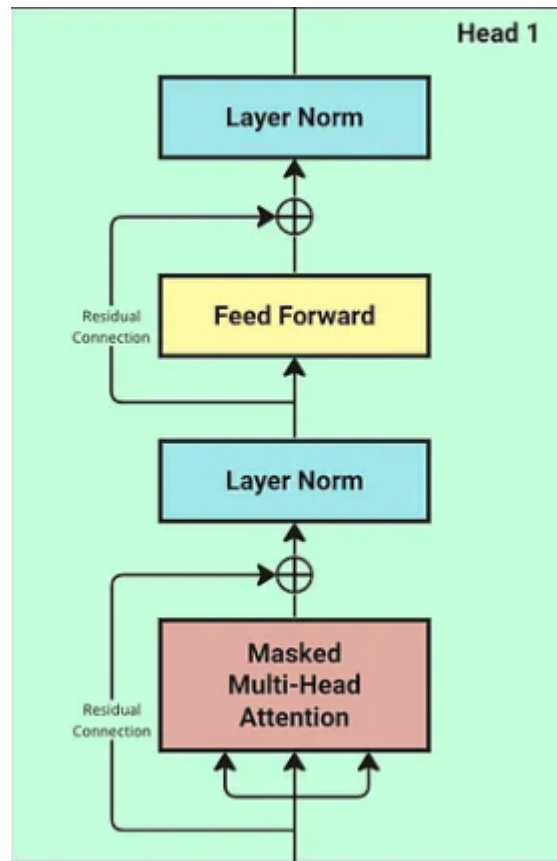 Head 1
Layer Norm
Residual
Connection
Feed Forward
Layer Norm
Residual
Connection
Masked
Multi-Head
Attention